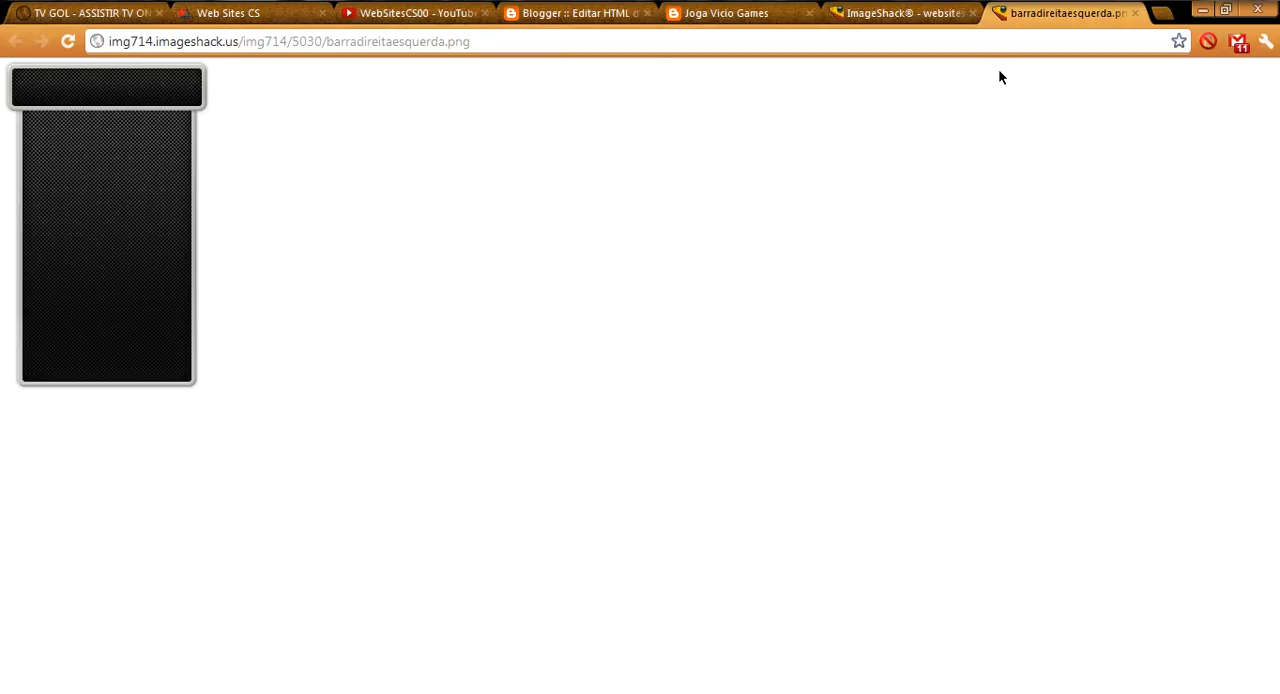 TV GOL - ASSISTIR TV ON
Web Sites CS
WebSitesCS00 - YouTub
Blogger :: Editar HTML d
Joga Vicio Games
ImageShack® - website
barradireitaesquerda.pn
img714.imageshack.us/img714/5030/barradireitaesquerda.png
11